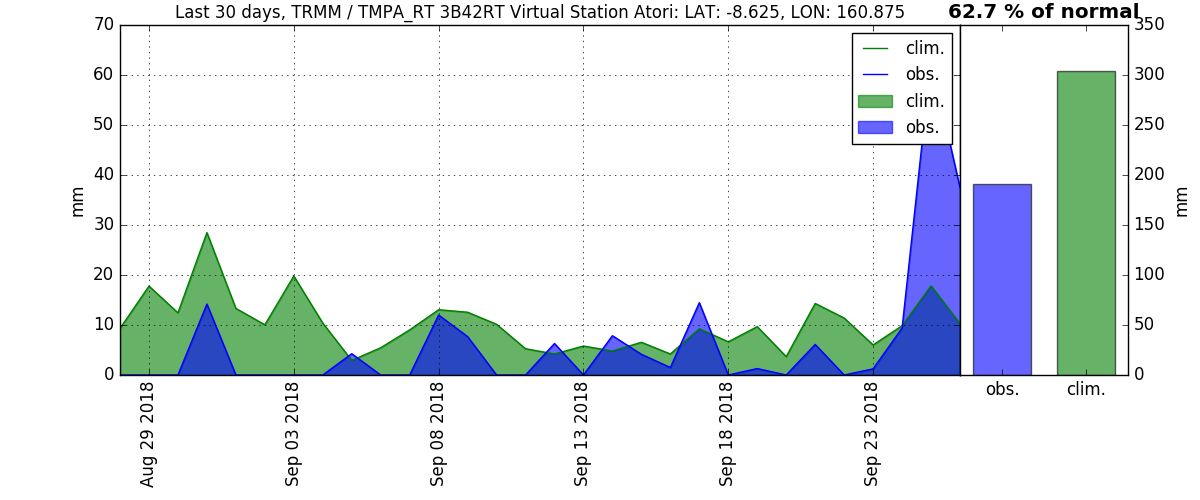 Last 30 days, TRMM / TMPA_RT 3B42RT Virtual Station Atori: LAT: -8.625, LON: 160.875
62.7 % of normal
70
60
50
40
30
20
10
0
mm
clim.
obs.
clim.
obs.
Aug 29 2018
Sep 03 2018
Sep 08 2018
Sep 13 2018
Sep 18 2018
Sep 23 2018
obs.
clim.
350
300
250
200
150
100
50
0
mm